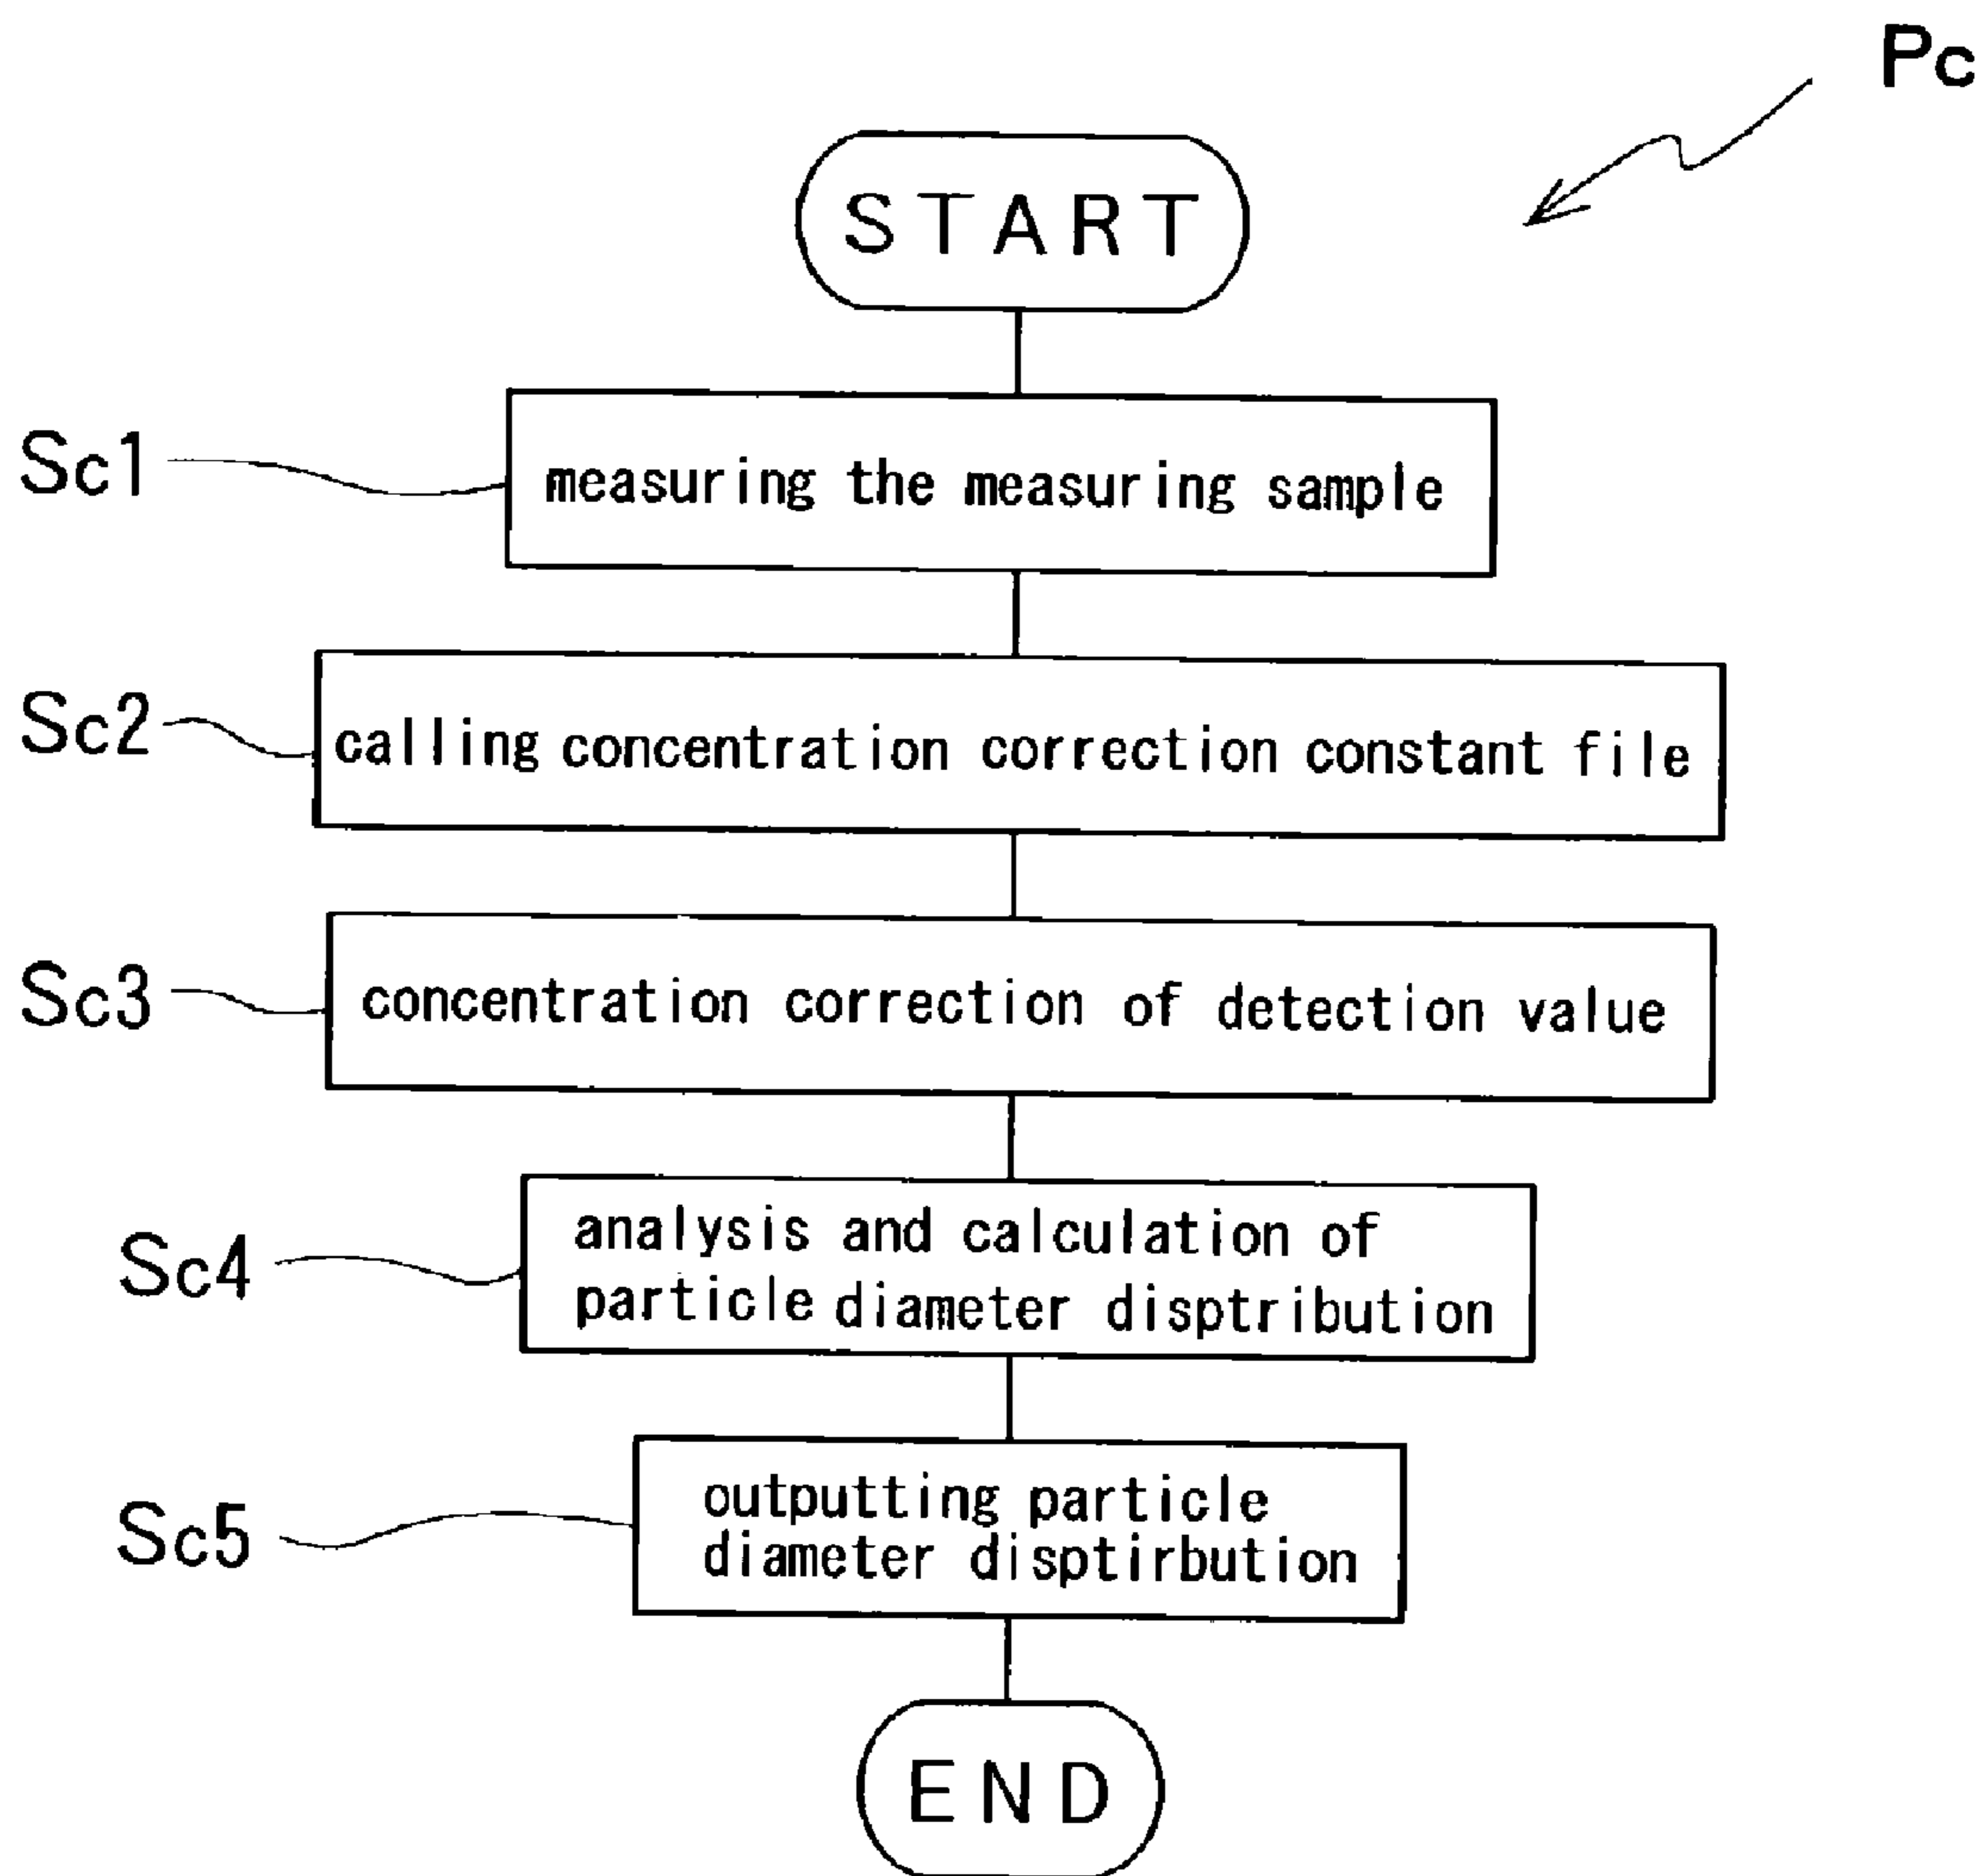 Pc
START
Sc1
measuring the measuring sample
Sc2
calling concentration correction constant file
Sc3
concentration correction of detection value
Sc4
analysis and calculation of
particle diameter disptribution
Sc5
outputting particle
diameter disptirbution
END